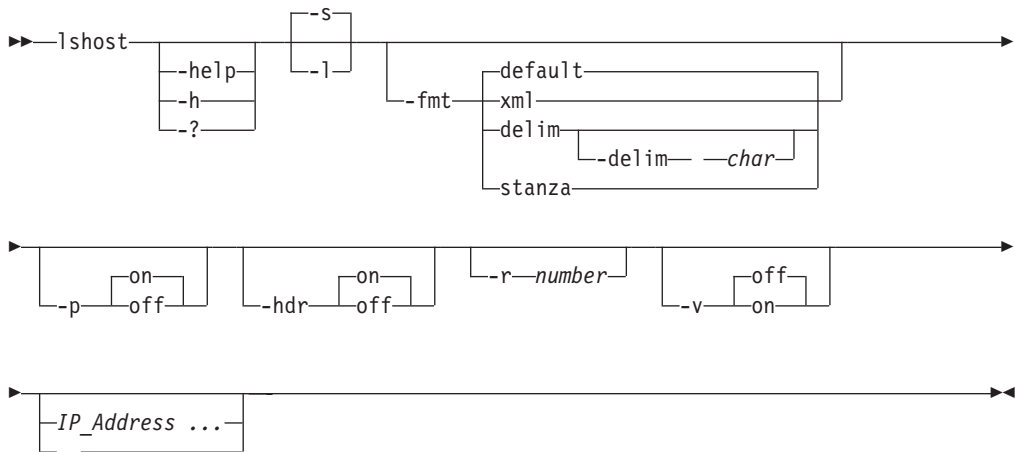 -s
lshost
-help
-l
default
-h
-fmt
xml
-?
delim
-delim
char
stanza
on
on
off
-p
off
-hdr
off
-r
number
-v
on
IP_Address ...